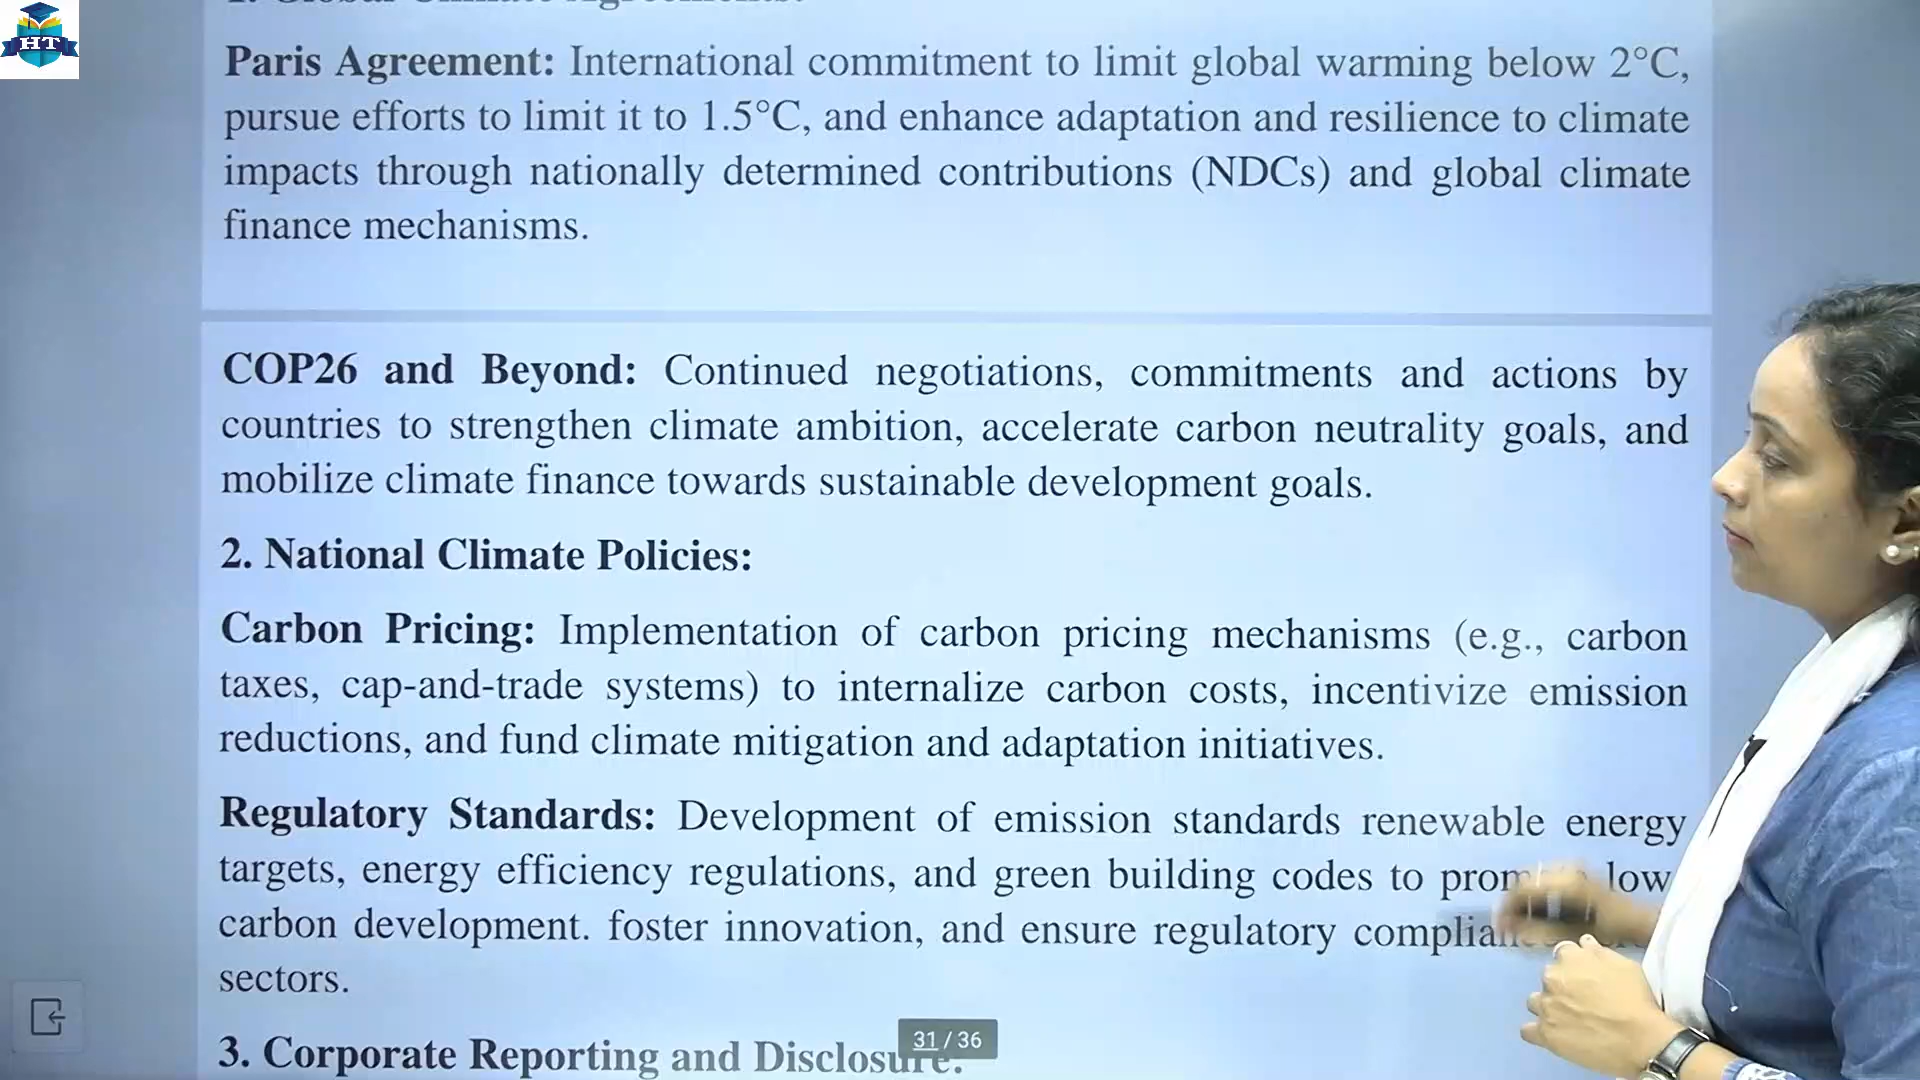 HT
1. Global Climate Agreements:
Paris Agreement: International commitment to limit global warming below 2°C,
pursue efforts to limit it to 1.5°C, and enhance adaptation and resilience to climate
impacts through nationally determined contributions (NDCs) and global climate
finance mechanisms.
COP26 and Beyond: Continued negotiations, commitments and actions by
countries to strengthen climate ambition, accelerate carbon neutrality goals, and
mobilize climate finance towards sustainable development goals.
2. National Climate Policies:
Carbon Pricing: Implementation of carbon pricing mechanisms (e.g., carbon
taxes, cap-and-trade systems) to internalize carbon costs, incentivize emission
reductions, and fund climate mitigation and adaptation initiatives.
Regulatory Standards: Development of emission standards renewable energy
targets, energy efficiency regulations, and green building codes to low
carbon development. foster innovation, and ensure regulatory
sectors.
3. Corporate Reporting and Disclosure:
31 / 36